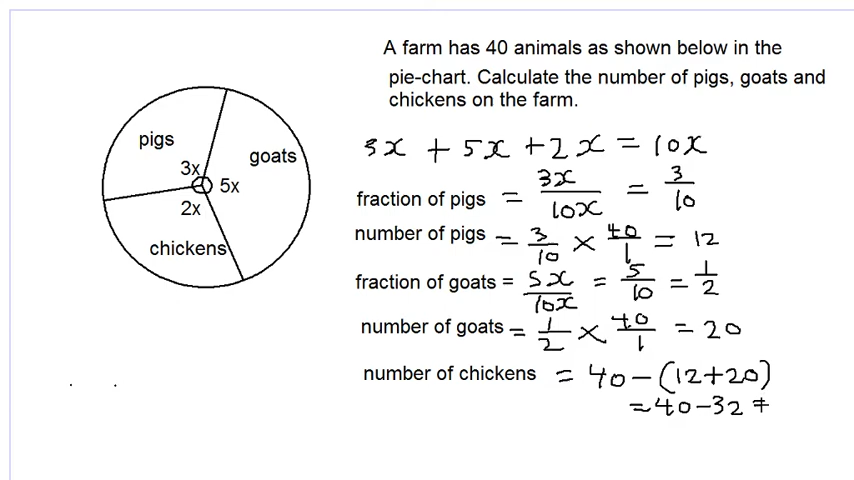 A farm has 40 animals as shown below in the
pie-chart. Calculate the number of pigs, goats and
chickens on the farm.
pigs
goats
3x
5x
2x
chickens
3x + 5x + 2x = 10x
fraction of pigs = 3x/10x = 3/10
number of pigs = 3/10 × 40/1 = 12
fraction of goats = 5x/10x = 5/10 = 1/2
number of goats = 1/2 × 40/1 = 20
number of chickens = 40 - (12+20)
= 40 - 32 =